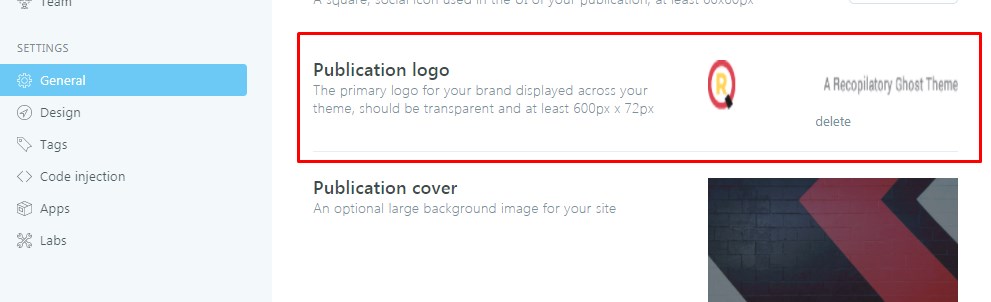 Team
A square, social icon used in the UI of your publication, at least 60x60px
SETTINGS
General
Design
Tags
Code injection
Apps
Labs
Publication logo
The primary logo for your brand displayed across your
theme, should be transparent and at least 600px x 72px
R
A Recopilatory Ghost Theme
delete
Publication cover
An optional large background image for your site